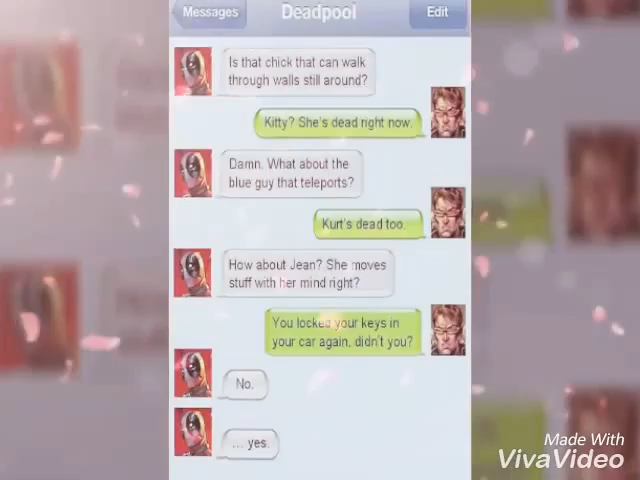 Messages
Deadpool
Edit
Is that chick that can walk
through walls still around?
Kitty? She's dead right now.
Damn. What about the
blue guy that teleports?
Kurt's dead too.
How about Jean? She moves
stuff with her mind right?
You locked your keys in
your car again, didn't you?
No.
... yes.
Made With
VivaVideo